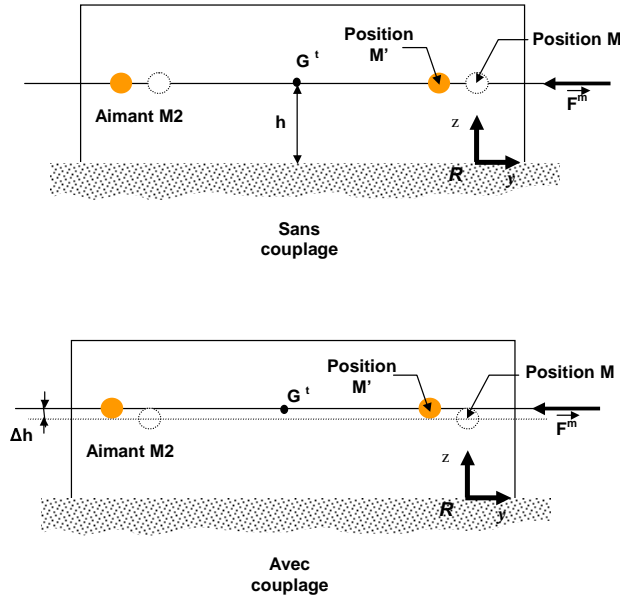 Position
M'
Position M
G t
Aimant M2
F m
h
z
R
y
Sans
couplage
Position
M'
Position M
G t
Δh
F m
Aimant M2
z
R
y
Avec
couplage